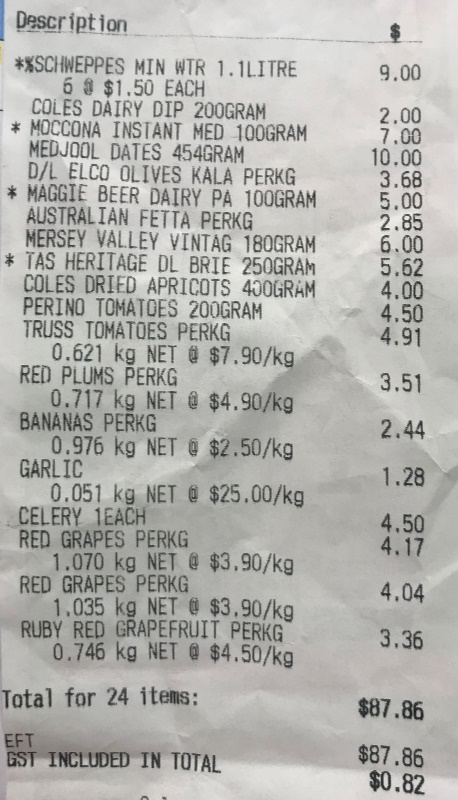 Description $
*%SCHWEPPES MIN WTR 1.1LITRE 9.00
6 @ $1.50 EACH
COLES DAIRY DIP 200GRAM 2.00
* MOCCONA INSTANT MED 100GRAM 7.00
MEDJOOL DATES 454GRAM 10.00
D/L ELCO OLIVES KALA PERKG 3.68
* MAGGIE BEER DAIRY PA 100GRAM 5.00
AUSTRALIAN FETTA PERKG 2.85
MERSEY VALLEY VINTAG 180GRAM 6.00
* TAS HERITAGE DL BRIE 250GRAM 5.62
COLES DRIED APRICOTS 400GRAM 4.00
PERINO TOMATOES 200GRAM 4.50
TRUSS TOMATOES PERKG 4.91
0.621 kg NET @ $7.90/kg
RED PLUMS PERKG 3.51
0.717 kg NET @ $4.90/kg
BANANAS PERKG 2.44
0.976 kg NET @ $2.50/kg
GARLIC 1.28
0.051 kg NET @ $25.00/kg
CELERY 1EACH 4.50
RED GRAPES PERKG 4.17
1.070 kg NET @ $3.90/kg
RED GRAPES PERKG 4.04
1.035 kg NET @ $3.90/kg
RUBY RED GRAPEFRUIT PERKG 3.36
0.746 kg NET @ $4.50/kg
Total for 24 items: $87.86
EFT $87.86
GST INCLUDED IN TOTAL $0.82